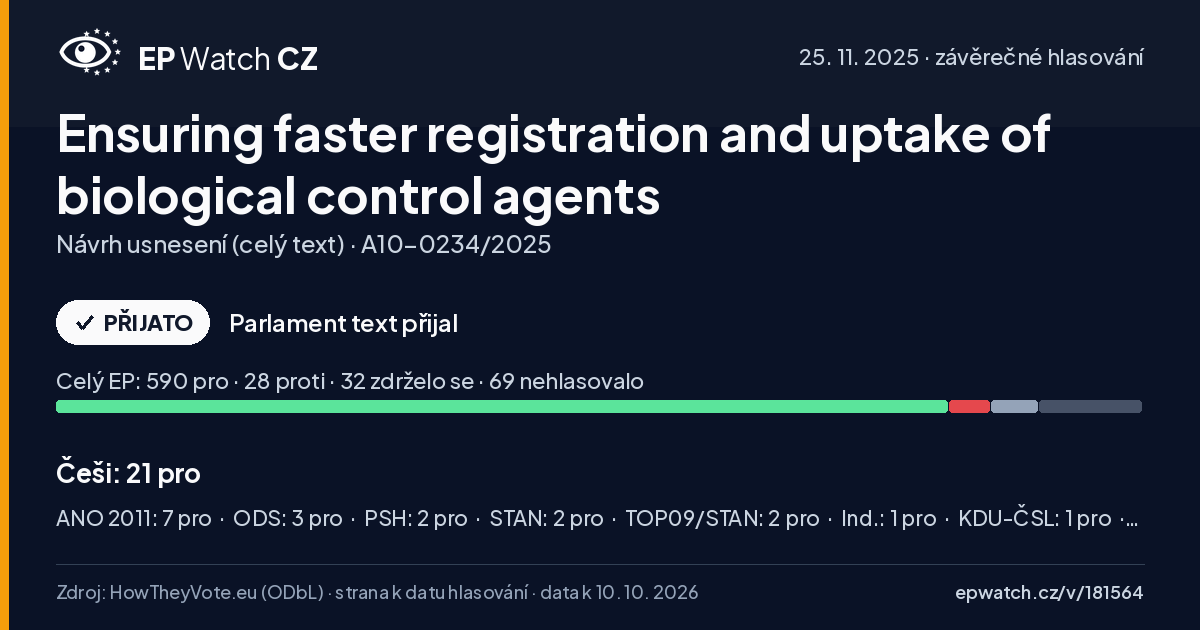 EP Watch CZ
25. 11. 2025 · závěrečné hlasování
Ensuring faster registration and uptake of
biological control agents
Návrh usnesení (celý text) · A10-0234/2025
✓ PŘIJATO
Parlament text přijal
Celý EP: 590 pro · 28 proti · 32 zdrželo se · 69 nehlasovalo
Češi: 21 pro
ANO 2011: 7 pro · ODS: 3 pro · PSH: 2 pro · STAN: 2 pro · TOP09/STAN: 2 pro · Ind.: 1 pro · KDU-ČSL: 1 pro ·…
Zdroj: HowTheyVote.eu (ODbL) · strana k datu hlasování · data k 10. 10. 2026
epwatch.cz/v/181564